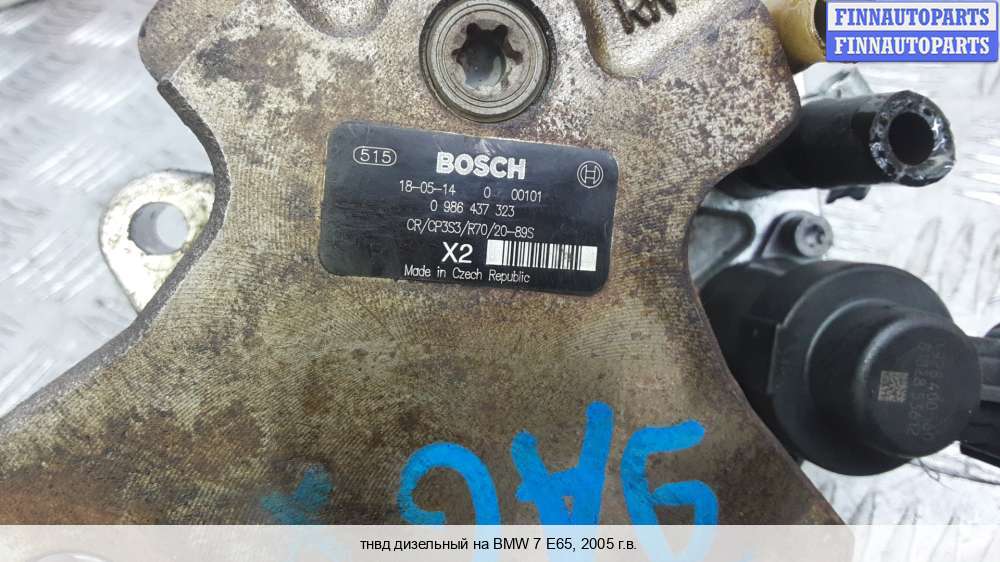 FINNAUTOPARTS
FINNAUTOPARTS
515 BOSCH
18-05-14 0 00101
0 986 437 323
CR/CP3S3/R70/20-89S
X2
Made in Czech Republic
тнвд дизельный на BMW 7 E65, 2005 г.в.